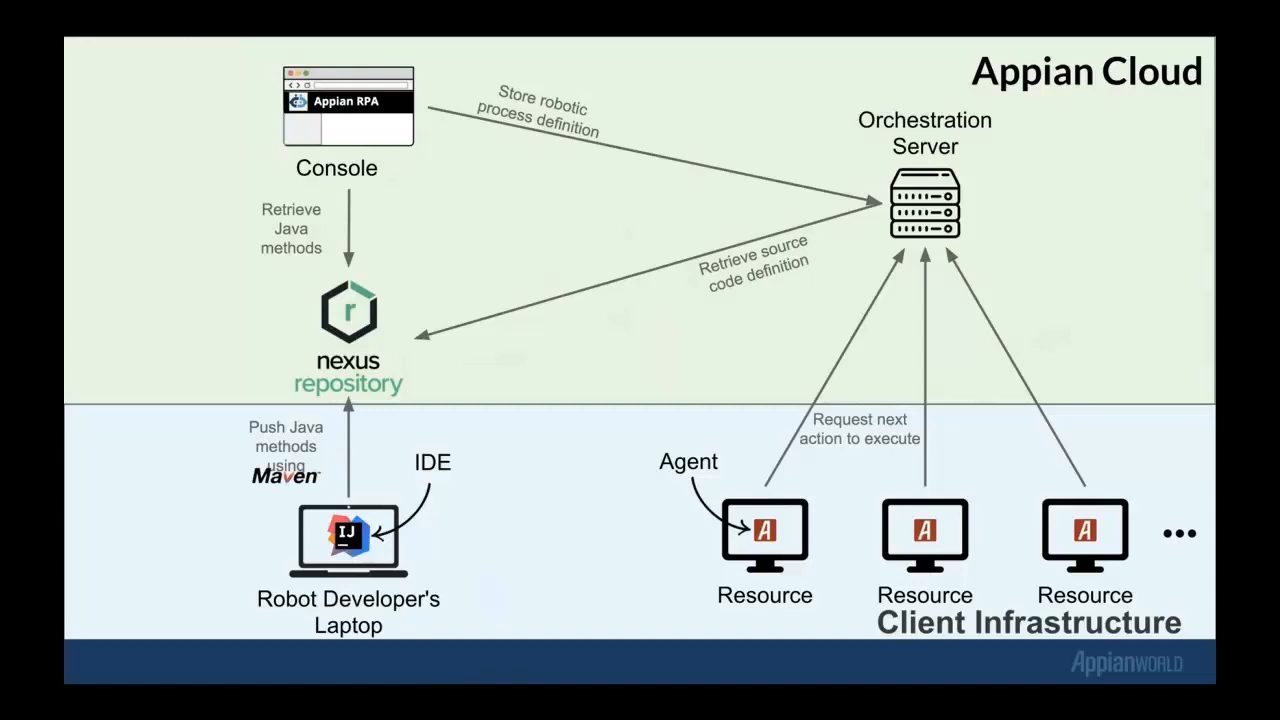 Appian Cloud
Appian RPA
Console
Store robotic
process definition
Orchestration
Server
Retrieve
Java
methods
Retrieve source
code definition
r
nexus
repository
Push Java
methods
using
Maven
IDE
IJ
Robot Developer's
Laptop
Agent
Request next
action to execute
A
A
A
...
Resource
Resource
Resource
Client Infrastructure
AppianWORLD